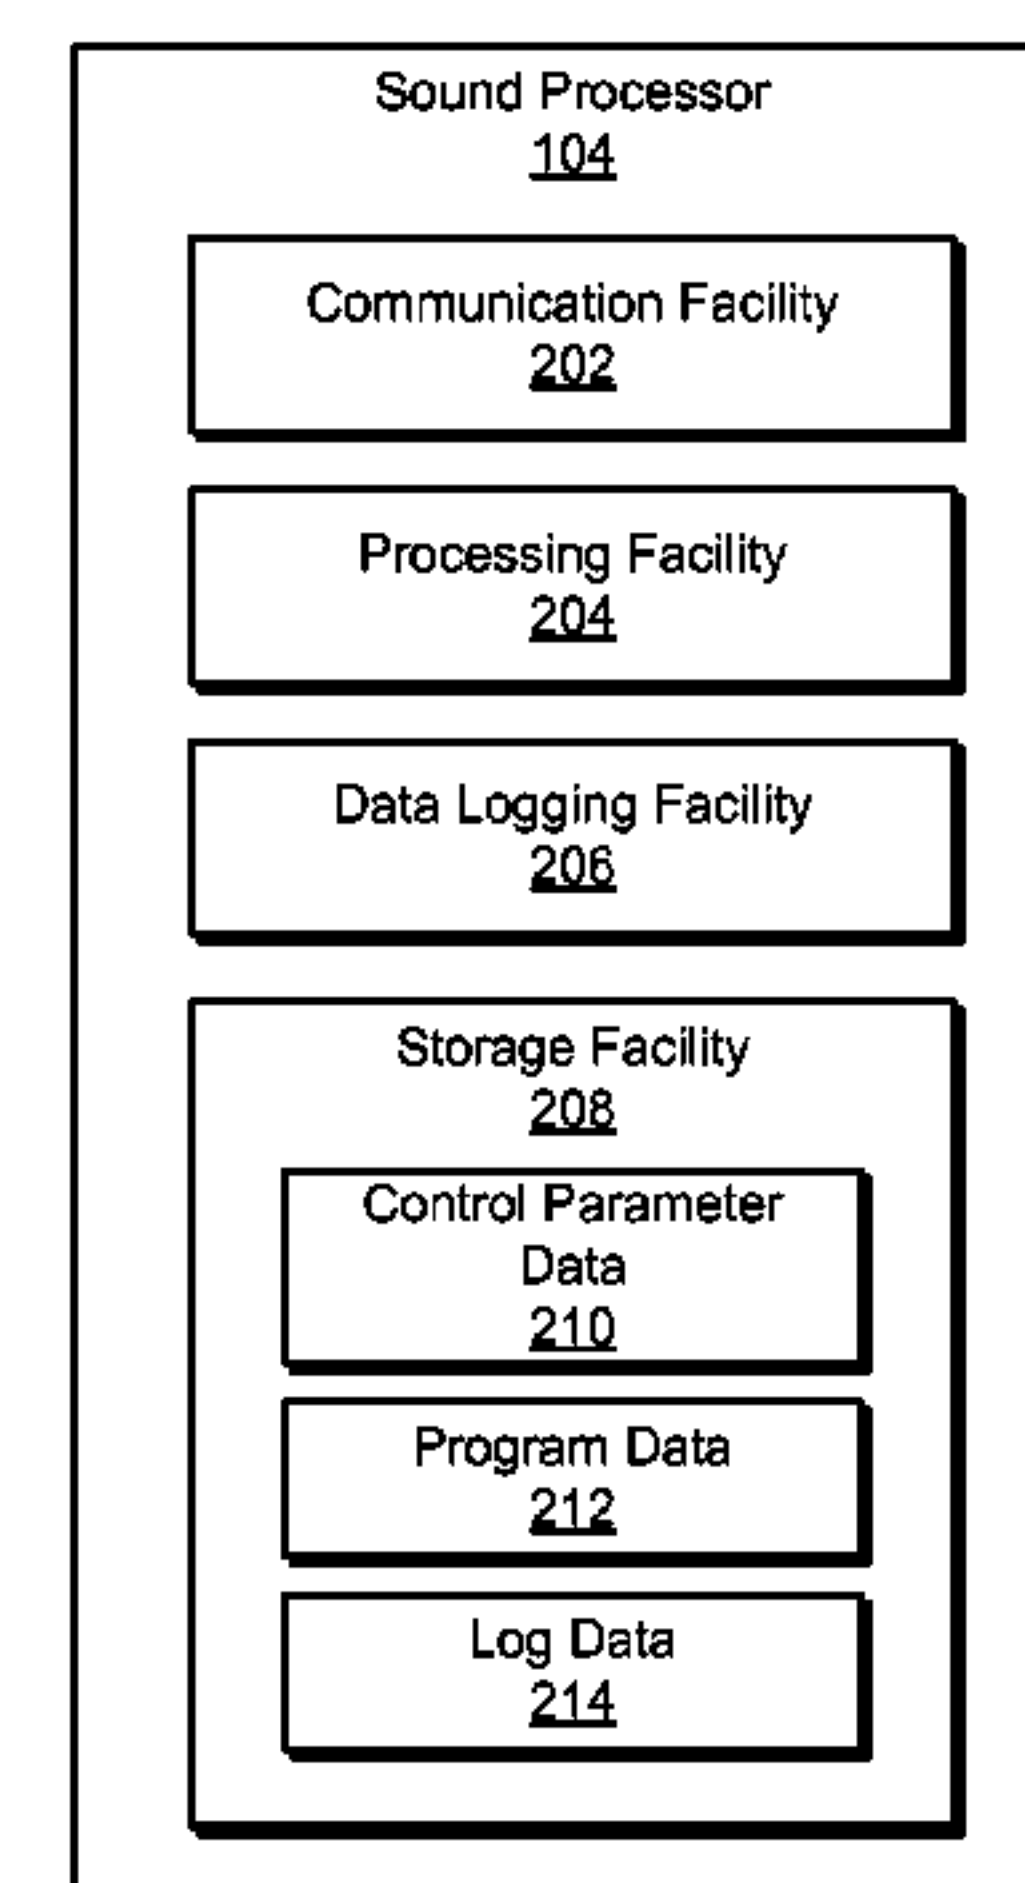 Sound Processor
104
Communication Facility
202
Processing Facility
204
Data Logging Facility
206
Storage Facility
208
Control Parameter
Data
210
Program Data
212
Log Data
214